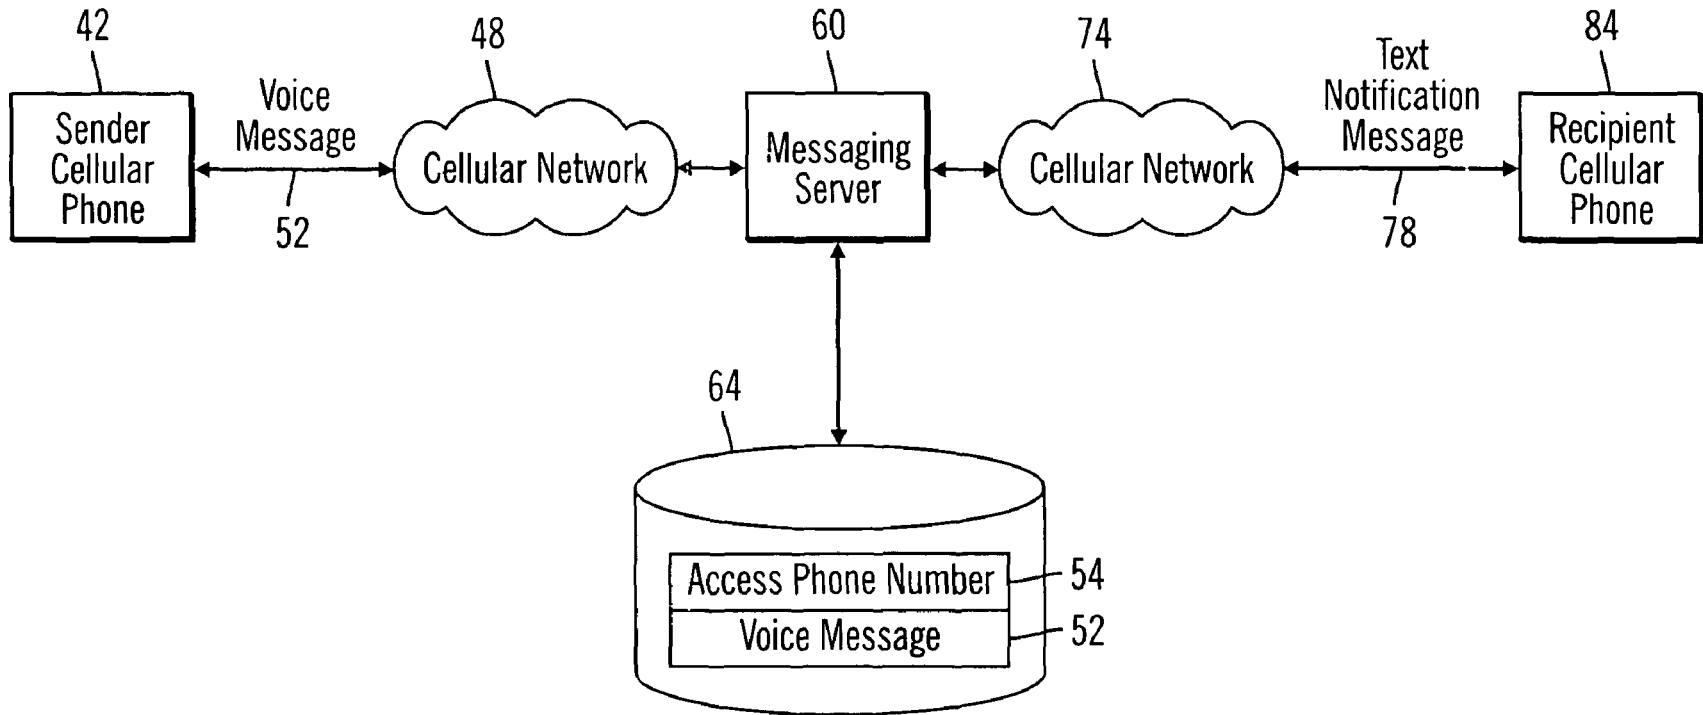 42
Sender
Cellular
Phone
Voice
Message
52
48
Cellular Network
60
Messaging
Server
74
Cellular Network
Text
Notification
Message
78
84
Recipient
Cellular
Phone
64
Access Phone Number
54
Voice Message
52